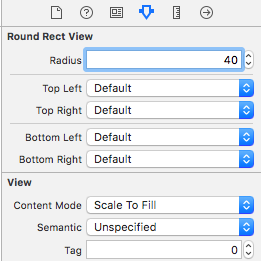 Round Rect View
Radius 40
Top Left Default
Top Right Default
Bottom Left Default
Bottom Right Default
View
Content Mode Scale To Fill
Semantic Unspecified
Tag 0